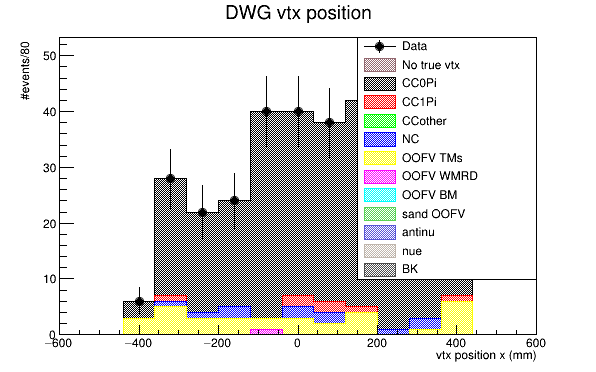 DWG vtx position
#events/80
50
40
30
20
10
0
−600
−400
−200
0
200
400
600
vtx position x (mm)
Data
No true vtx
CC0Pi
CC1Pi
CCother
NC
OOFV TMs
OOFV WMRD
OOFV BM
sand OOFV
antinu
nue
BK